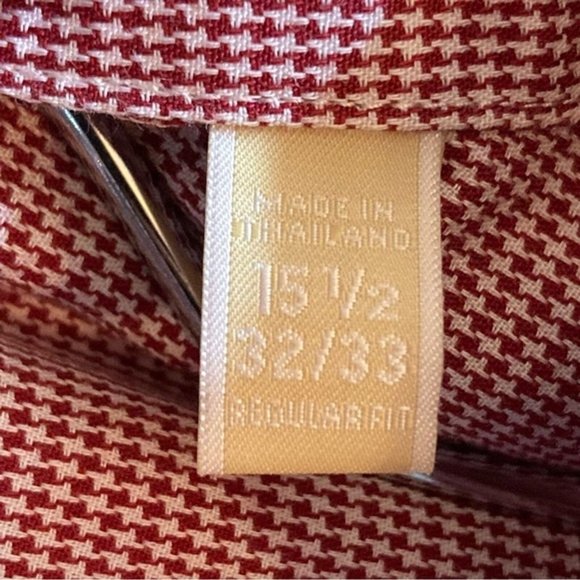 MADE IN
THAILAND
15 1/2
32/33
REGULAR FIT